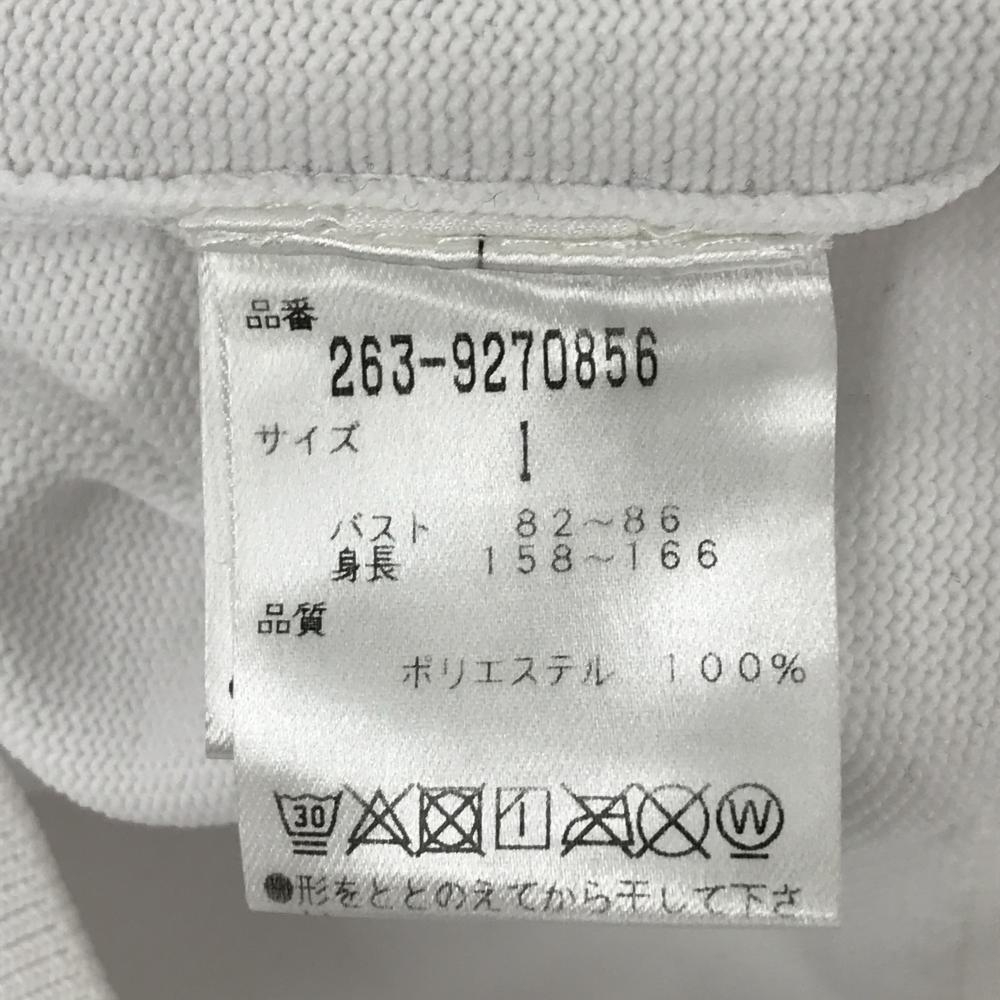 品番
263-9270856
サイズ 1
バスト 82～86
身長 158～166
品質
ポリエステル 100%
30 W
●形をととのえてから干して下さ